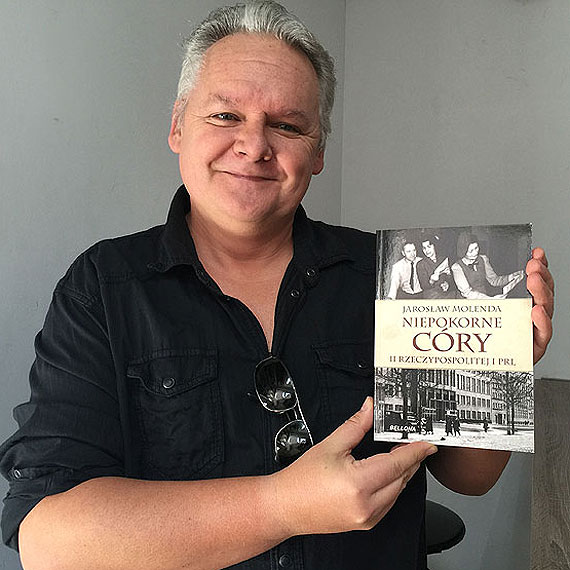 JAROSŁAW MOLENDA
NIEPOKORNE
CÓRY
II RZECZYPOSPOLITEJ I PRL
BELLONA